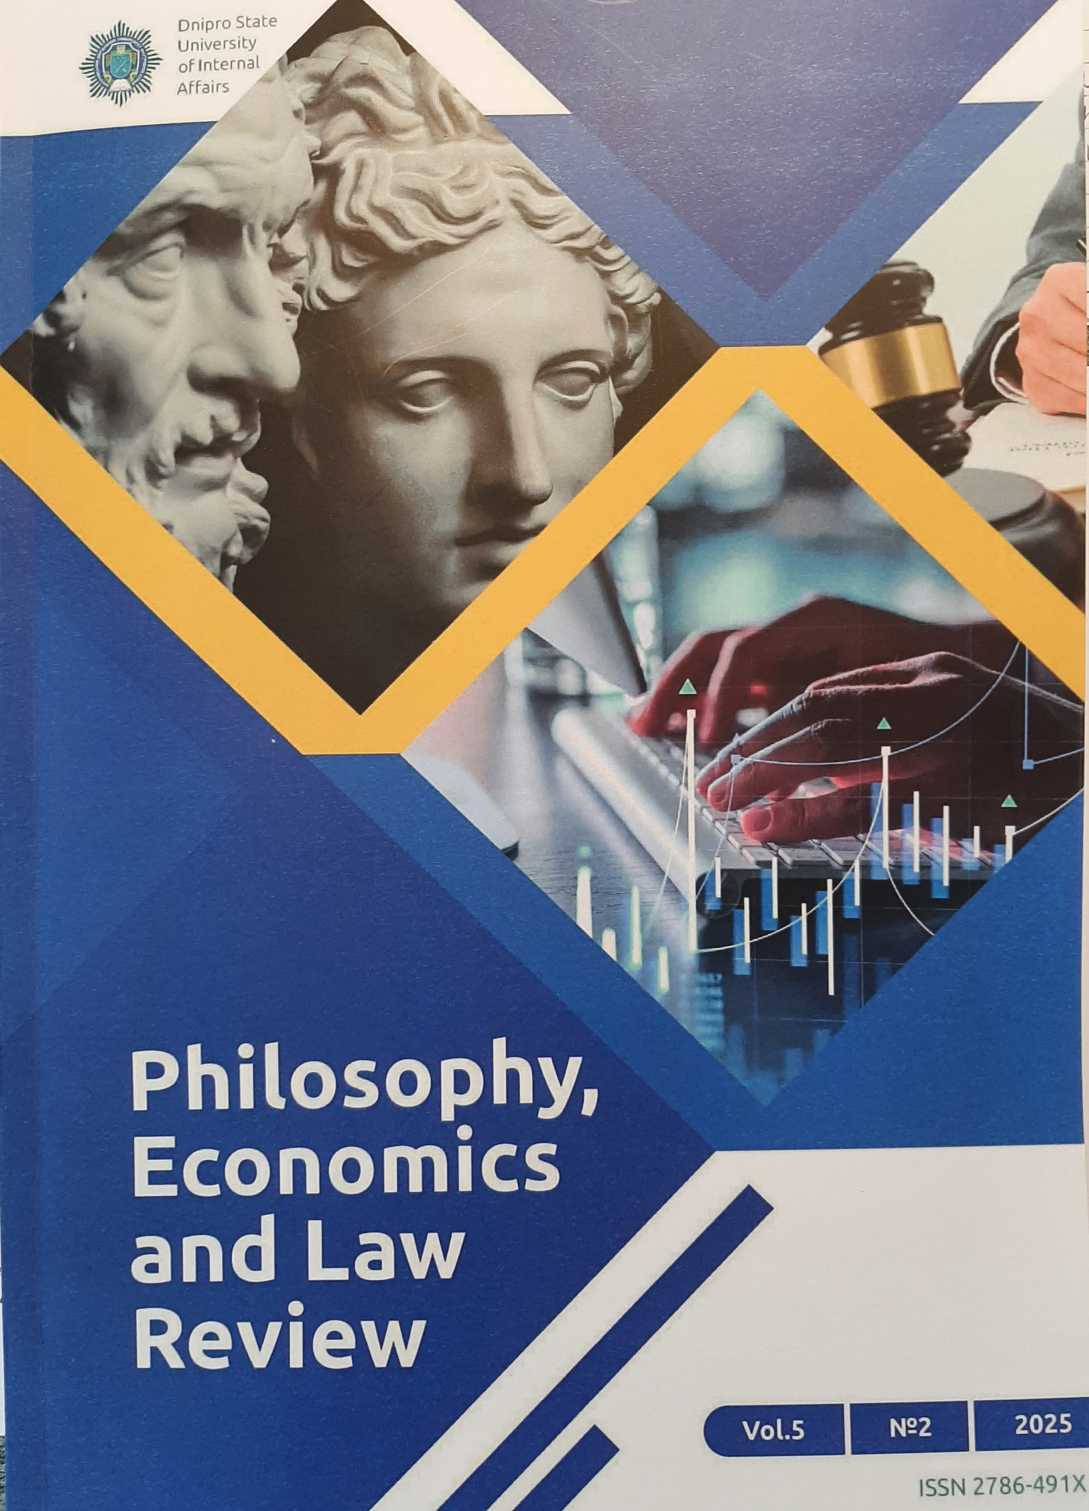 Dnipro State
University
of Internal
Affairs
Philosophy,
Economics
and Law
Review
Vol.5 №2 2025
ISSN 2786-491X